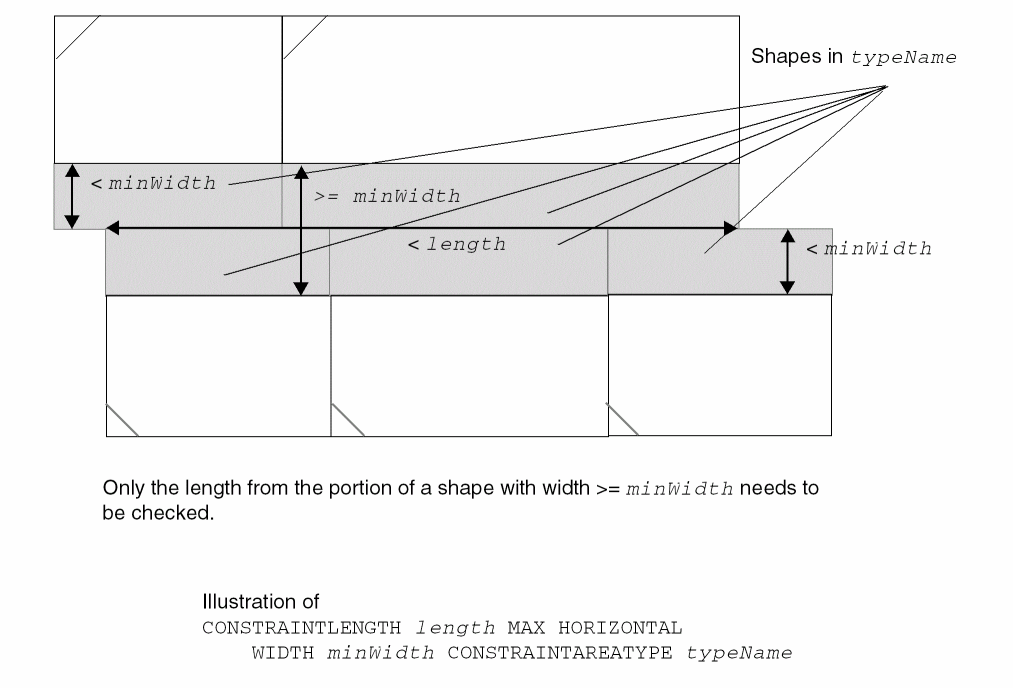 Shapes in typeName
< minWidth
>= minWidth
< length
< minWidth
Only the length from the portion of a shape with width >= minWidth needs to
be checked.
Illustration of
CONSTRAINTLENGTH length MAX HORIZONTAL
WIDTH minWidth CONSTRAINTAREATYPE typeName